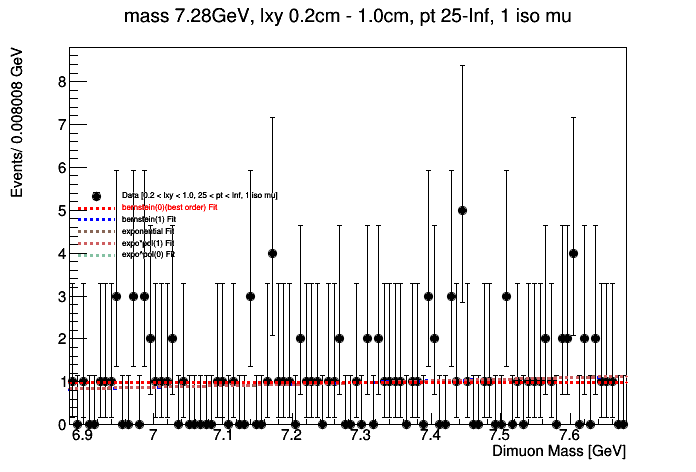 mass 7.28GeV, lxy 0.2cm - 1.0cm, pt 25-Inf, 1 iso mu
Events/ 0.008008 GeV
8
7
6
5
4
3
2
1
0
Data [0.2 < lxy < 1.0, 25 < pt < Inf, 1 iso mu]
bernstein(0)(best order) Fit
bernstein(1) Fit
exponential Fit
expo*pol(1) Fit
expo*pol(0) Fit
6.9 7 7.1 7.2 7.3 7.4 7.5 7.6
Dimuon Mass [GeV]